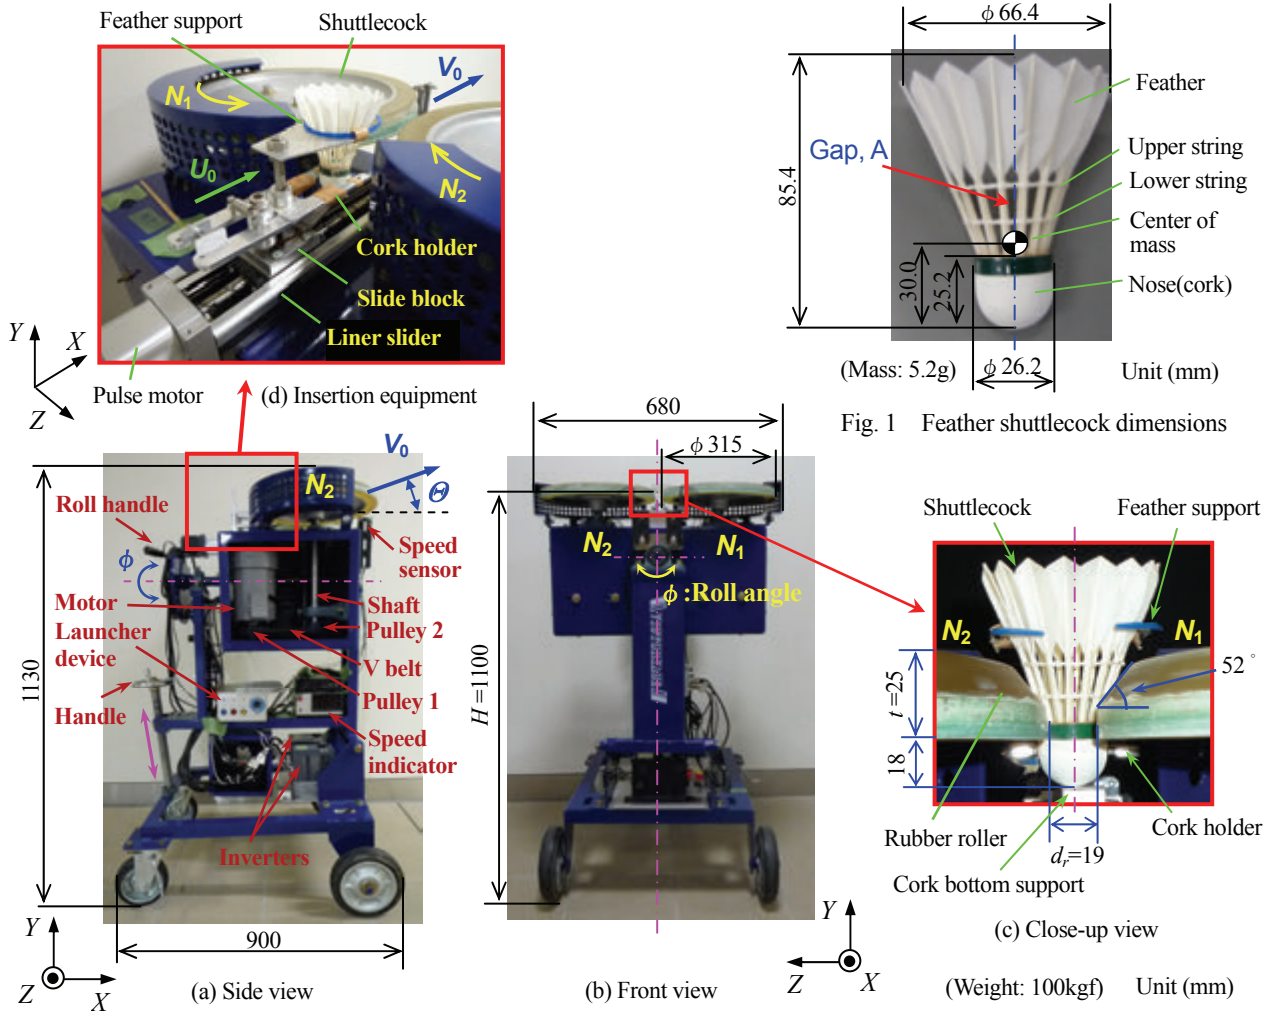 Feather support
Shuttlecock
V0
N1
U0
N2
Cork holder
Slide block
Liner slider
Y
X
Z
Pulse motor
(d) Insertion equipment
ϕ 66.4
Feather
Upper string
Gap, A
Lower string
85.4
Center of
mass
30.0
25.2
Nose(cork)
(Mass: 5.2g)
ϕ 26.2
Unit (mm)
Fig. 1 Feather shuttlecock dimensions
V0
N2
Θ
Roll handle
Speed
sensor
ϕ
Motor
Shaft
Launcher
device
Pulley 2
V belt
1130
Handle
Pulley 1
Speed
indicator
Inverters
900
Y
Z
X
(a) Side view
680
ϕ 315
N2
N1
ϕ :Roll angle
H =1100
Y
Z
X
(b) Front view
Shuttlecock
Feather support
N2
N1
52°
t=25
18
Rubber roller
Cork holder
dr=19
Cork bottom support
(c) Close-up view
(Weight: 100kgf) Unit (mm)